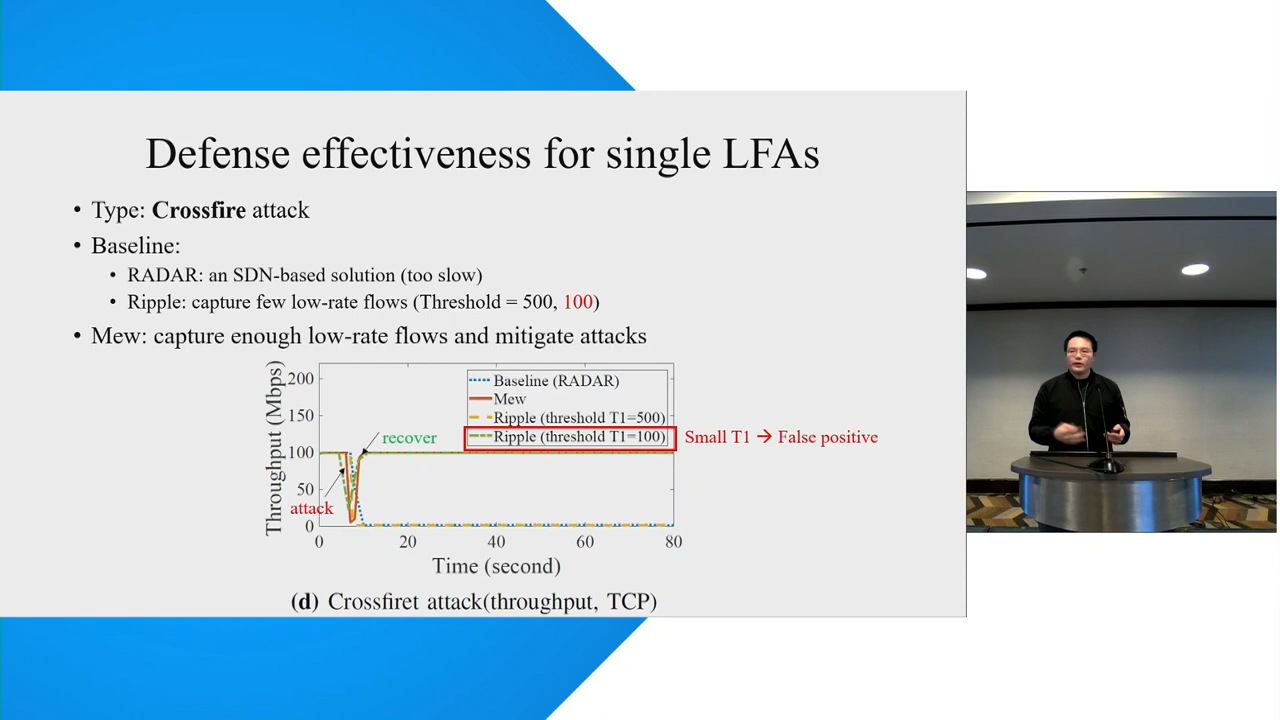 Defense effectiveness for single LFAs
• Type: Crossfire attack
• Baseline:
• RADAR: an SDN-based solution (too slow)
• Ripple: capture few low-rate flows (Threshold = 500, 100)
• Mew: capture enough low-rate flows and mitigate attacks
Throughput (Mbps)
200
150
100
50
0
Baseline (RADAR)
Mew
Ripple (threshold T1=500)
Ripple (threshold T1=100)
Small T1 → False positive
recover
attack
0 20 40 60 80
Time (second)
(d) Crossfiret attack(throughput, TCP)